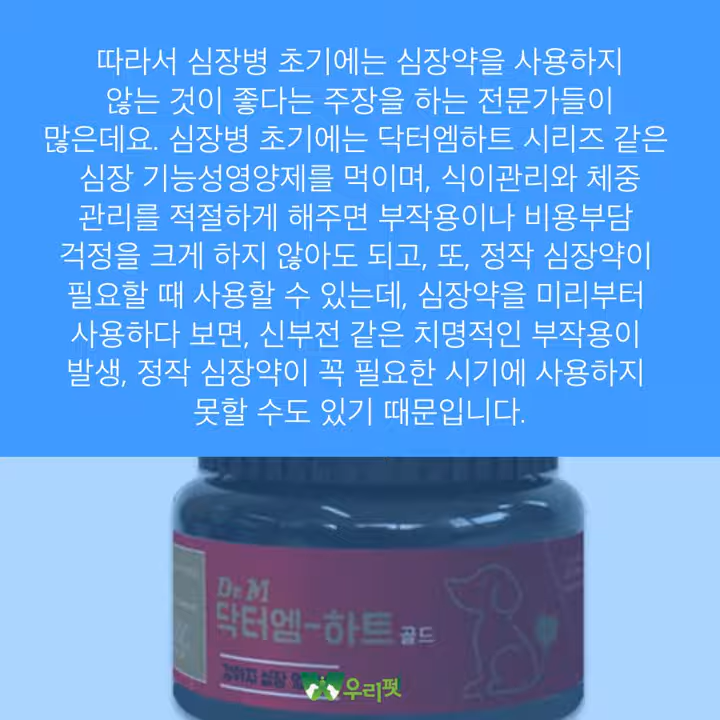 따라서 심장병 초기에는 심장약을 사용하지
않는 것이 좋다는 주장을 하는 전문가들이
많은데요. 심장병 초기에는 닥터엠하트 시리즈 같은
심장 기능성영양제를 먹이며, 식이관리와 체중
관리를 적절하게 해주면 부작용이나 비용부담
걱정을 크게 하지 않아도 되고, 또, 정작 심장약이
필요할 때 사용할 수 있는데, 심장약을 미리부터
사용하다 보면, 신부전 같은 치명적인 부작용이
발생, 정작 심장약이 꼭 필요한 시기에 사용하지
못할 수도 있기 때문입니다.
Dr.M
닥터엠-하트 골드
강아지 심장
우리펫